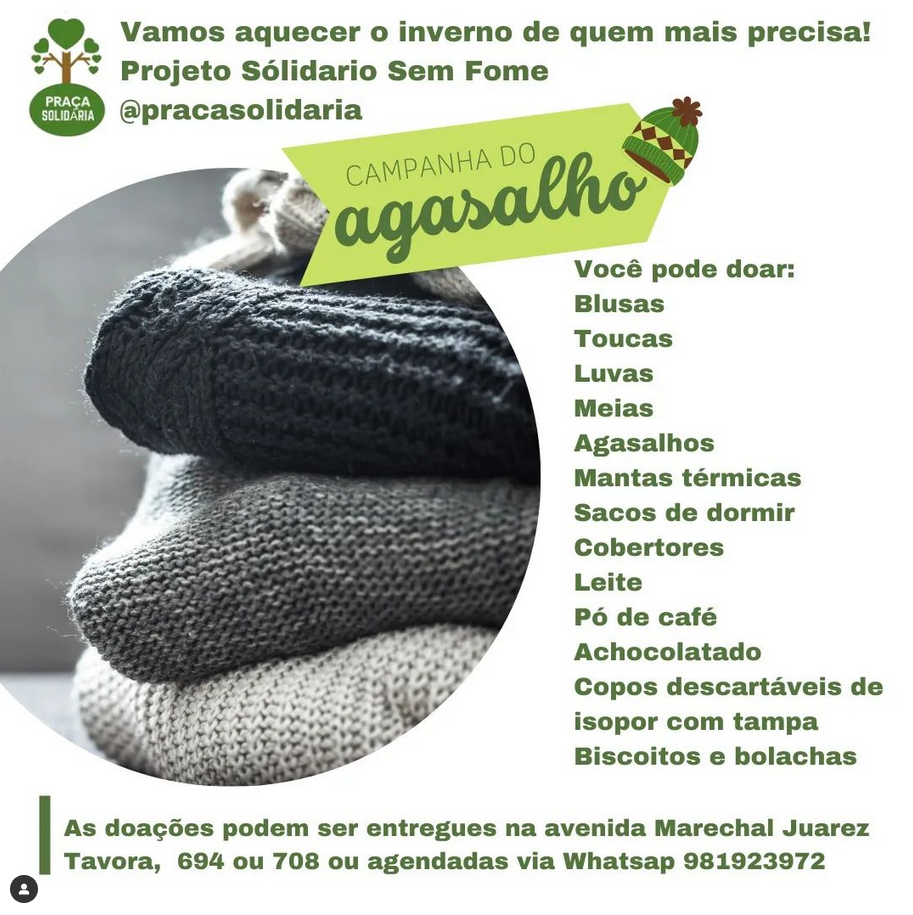 Vamos aquecer o inverno de quem mais precisa!
Projeto Sólidario Sem Fome
@pracasolidaria
PRAÇA
SOLIDÁRIA
CAMPANHA DO
agasalho
Você pode doar:
Blusas
Toucas
Luvas
Meias
Agasalhos
Mantas térmicas
Sacos de dormir
Cobertores
Leite
Pó de café
Achocolatado
Copos descartáveis de
isopor com tampa
Biscoitos e bolachas
As doações podem ser entregues na avenida Marechal Juarez
Tavora, 694 ou 708 ou agendadas via Whatsap 981923972